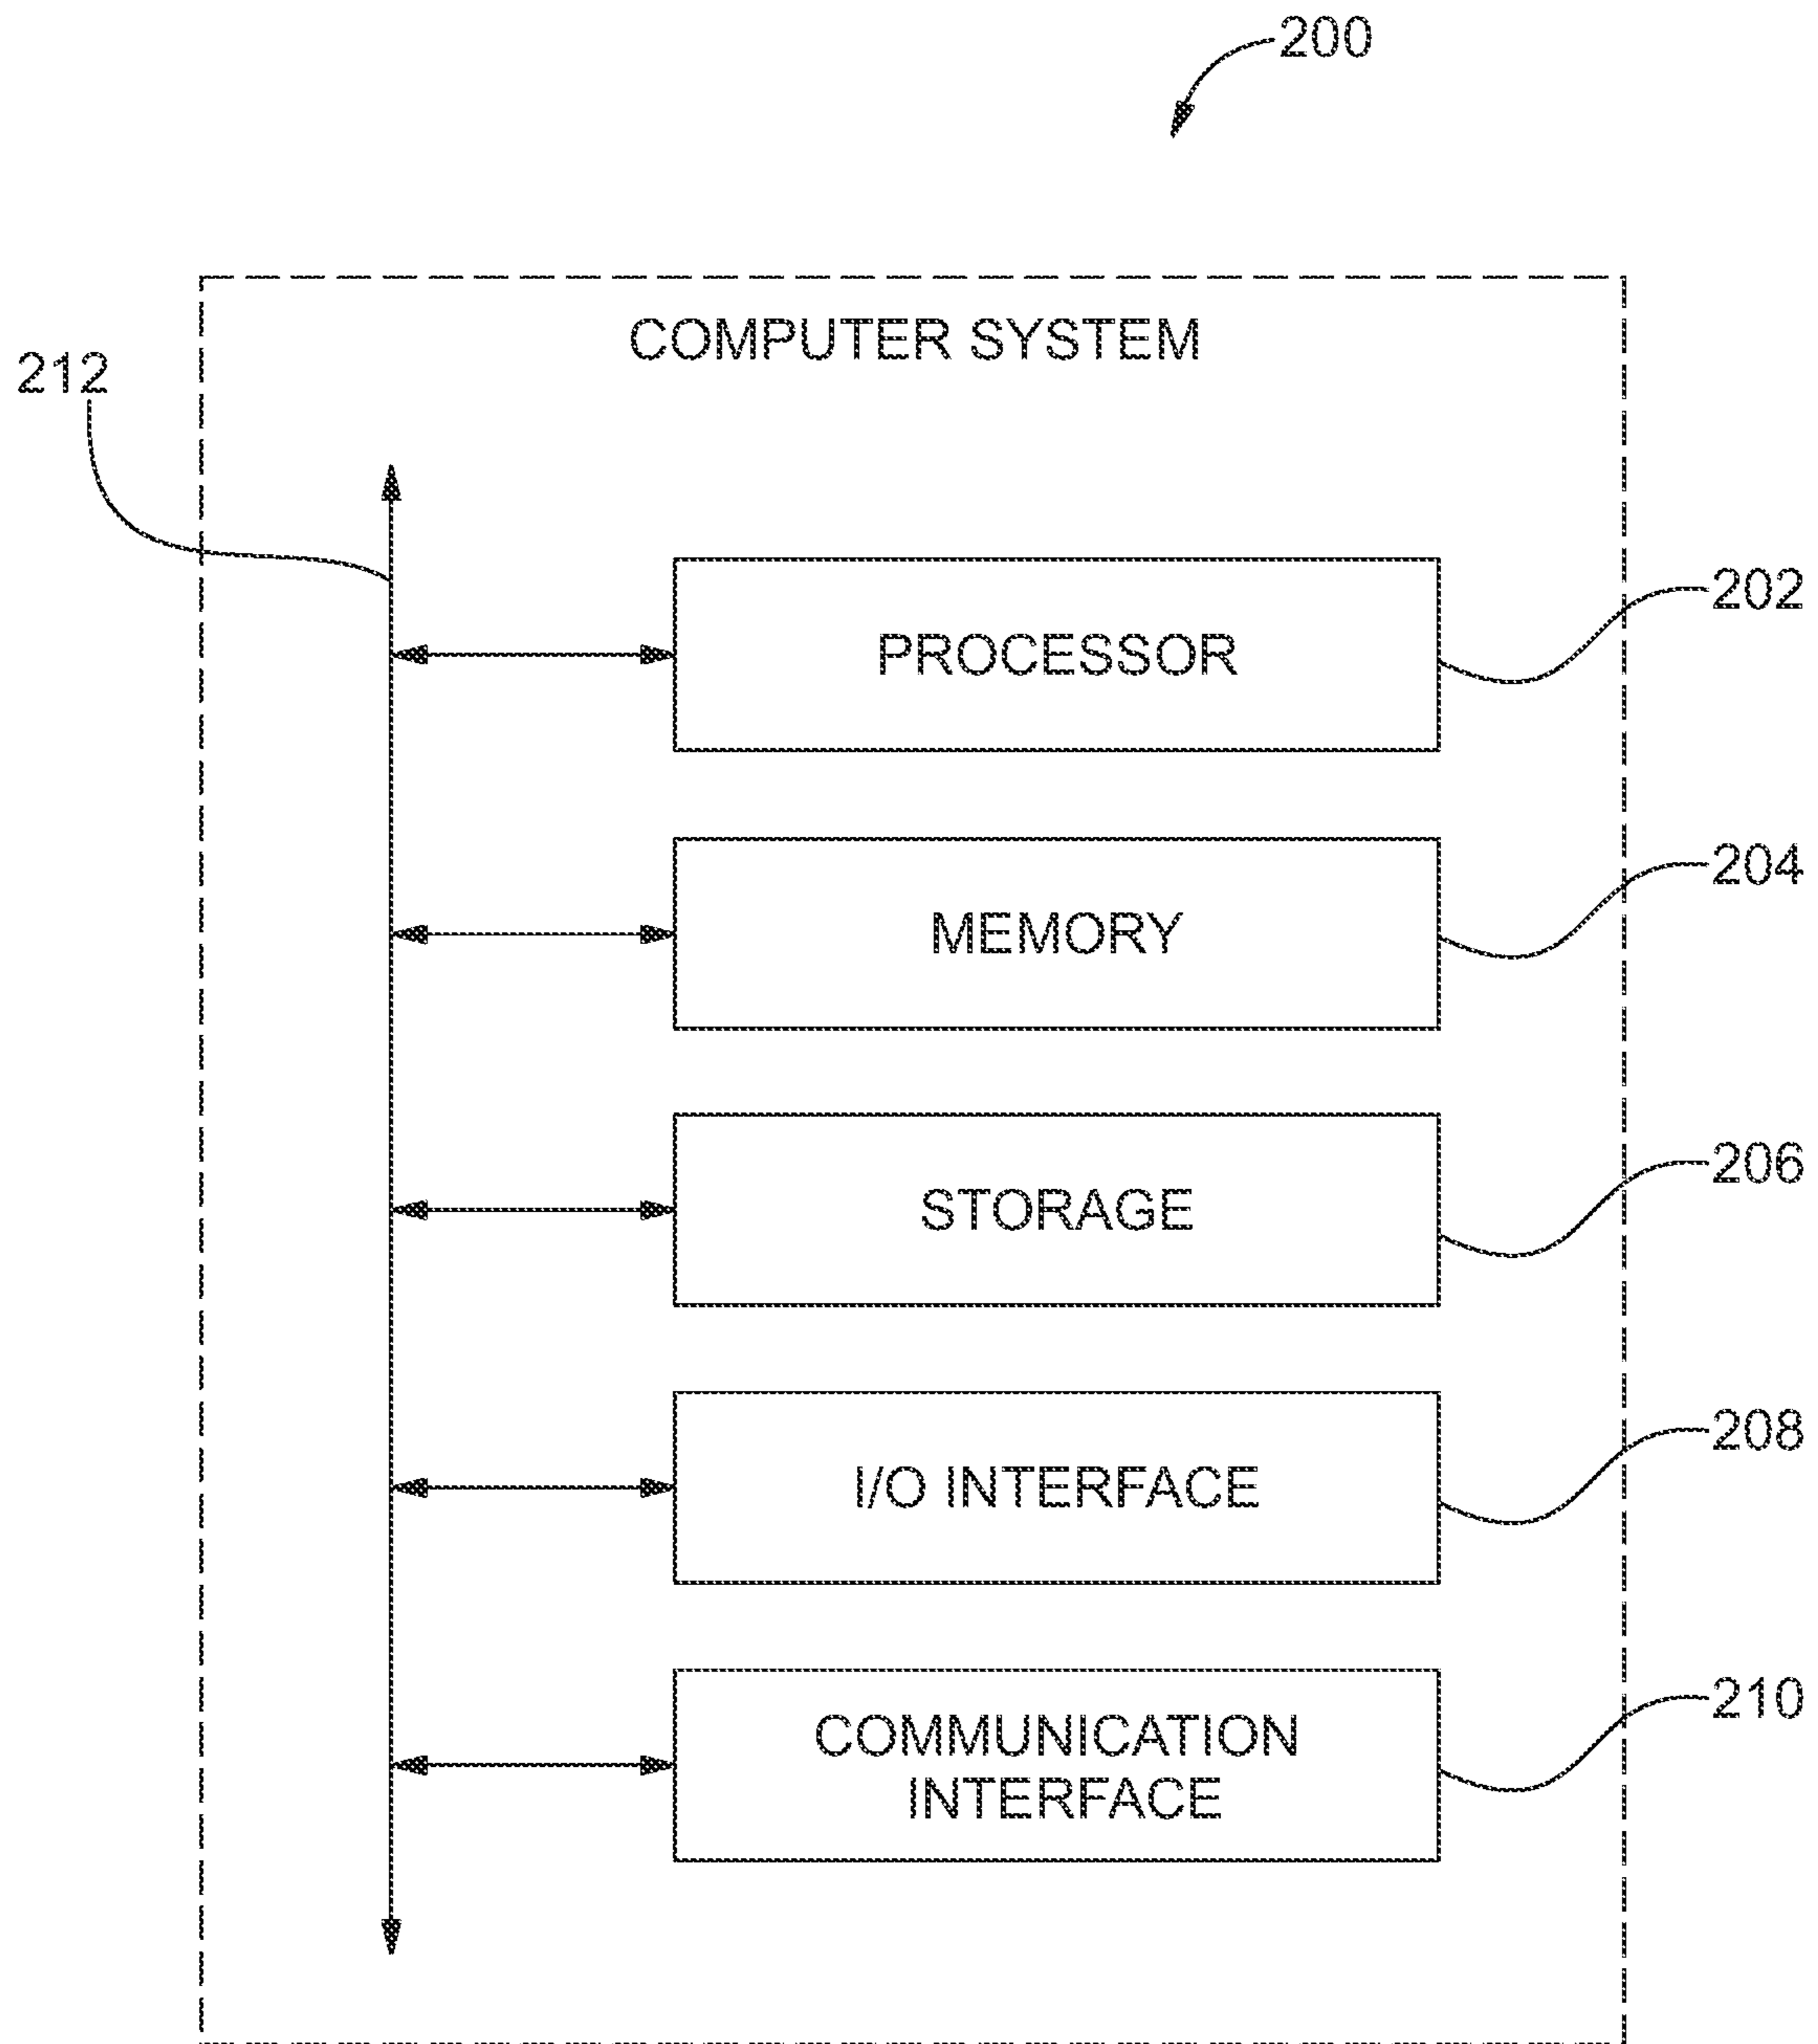 200
COMPUTER SYSTEM
212
PROCESSOR
202
MEMORY
204
STORAGE
206
I/O INTERFACE
208
COMMUNICATION
INTERFACE
210